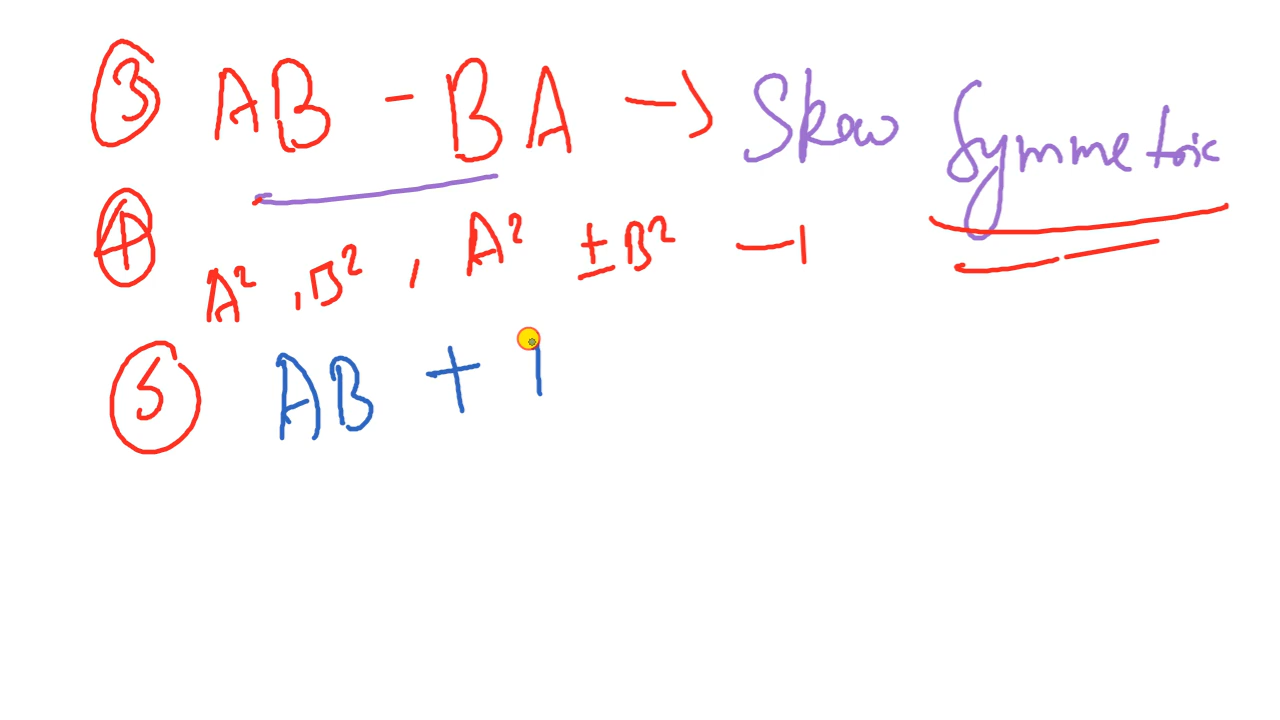 ③ AB - BA → Skew Symmetric
④ A², B², A² ± B² -
⑤ AB +